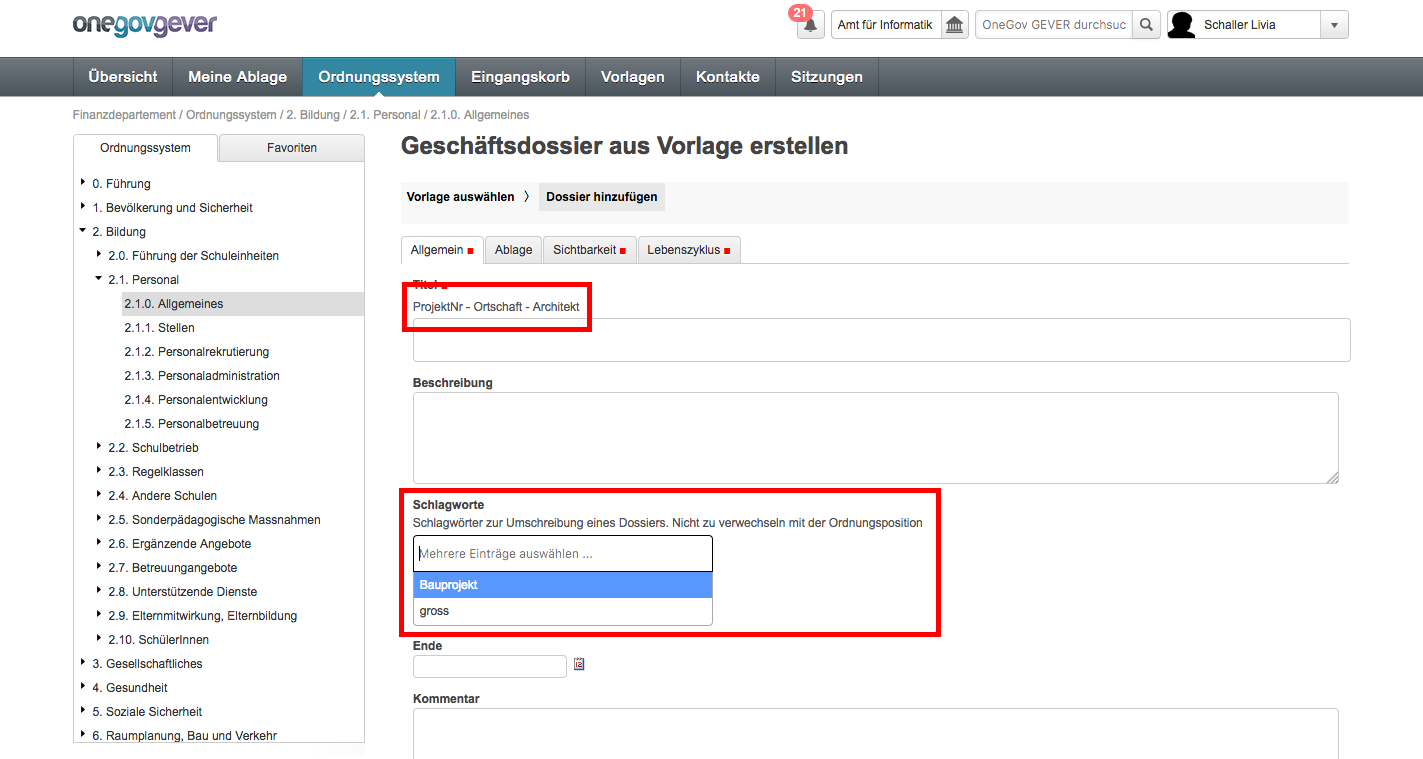 onegovgever
21
Amt für Informatik
OneGov GEVER durchsuc
Schaller Livia
Übersicht
Meine Ablage
Ordnungssystem
Eingangskorb
Vorlagen
Kontakte
Sitzungen
Finanzdepartement / Ordnungssystem / 2. Bildung / 2.1. Personal / 2.1.0. Allgemeines
Ordnungssystem
Favoriten
0. Führung
1. Bevölkerung und Sicherheit
2. Bildung
2.0. Führung der Schuleinheiten
2.1. Personal
2.1.0. Allgemeines
2.1.1. Stellen
2.1.2. Personalrekrutierung
2.1.3. Personaladministration
2.1.4. Personalentwicklung
2.1.5. Personalbetreuung
2.2. Schulbetrieb
2.3. Regelklassen
2.4. Andere Schulen
2.5. Sonderpädagogische Massnahmen
2.6. Ergänzende Angebote
2.7. Betreuungangebote
2.8. Unterstützende Dienste
2.9. Elternmitwirkung, Elternbildung
2.10. SchülerInnen
3. Gesellschaftliches
4. Gesundheit
5. Soziale Sicherheit
6. Raumplanung, Bau und Verkehr
Geschäftsdossier aus Vorlage erstellen
Vorlage auswählen 〉 Dossier hinzufügen
Allgemein
Ablage
Sichtbarkeit
Lebenszyklus
Titel
ProjektNr - Ortschaft - Architekt
Beschreibung
Schlagworte
Schlagwörter zur Umschreibung eines Dossiers. Nicht zu verwechseln mit der Ordnungsposition
Mehrere Einträge auswählen ...
Bauprojekt
gross
Ende
12
Kommentar